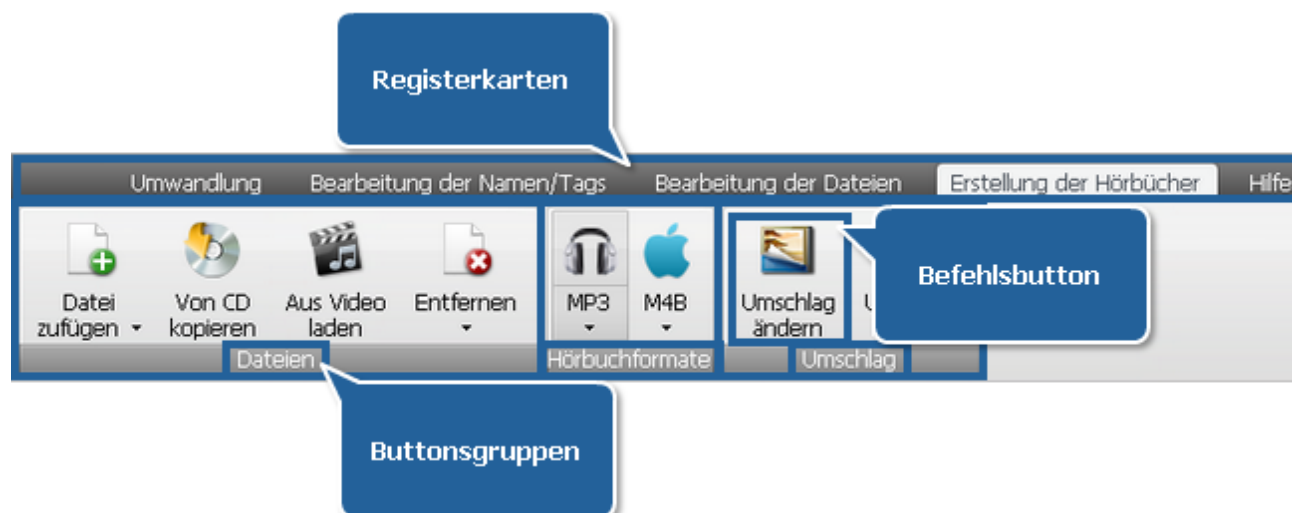 Registerkarten
Umwandlung Bearbeitung der Namen/Tags Bearbeitung der Dateien Erstellung der Hörbücher Hilfe
Befehlsbutton
Datei zufügen
Von CD kopieren
Aus Video laden
Entfernen
MP3
M4B
Umschlag ändern
Dateien Hörbuchformate Umschlag
Buttonsgruppen